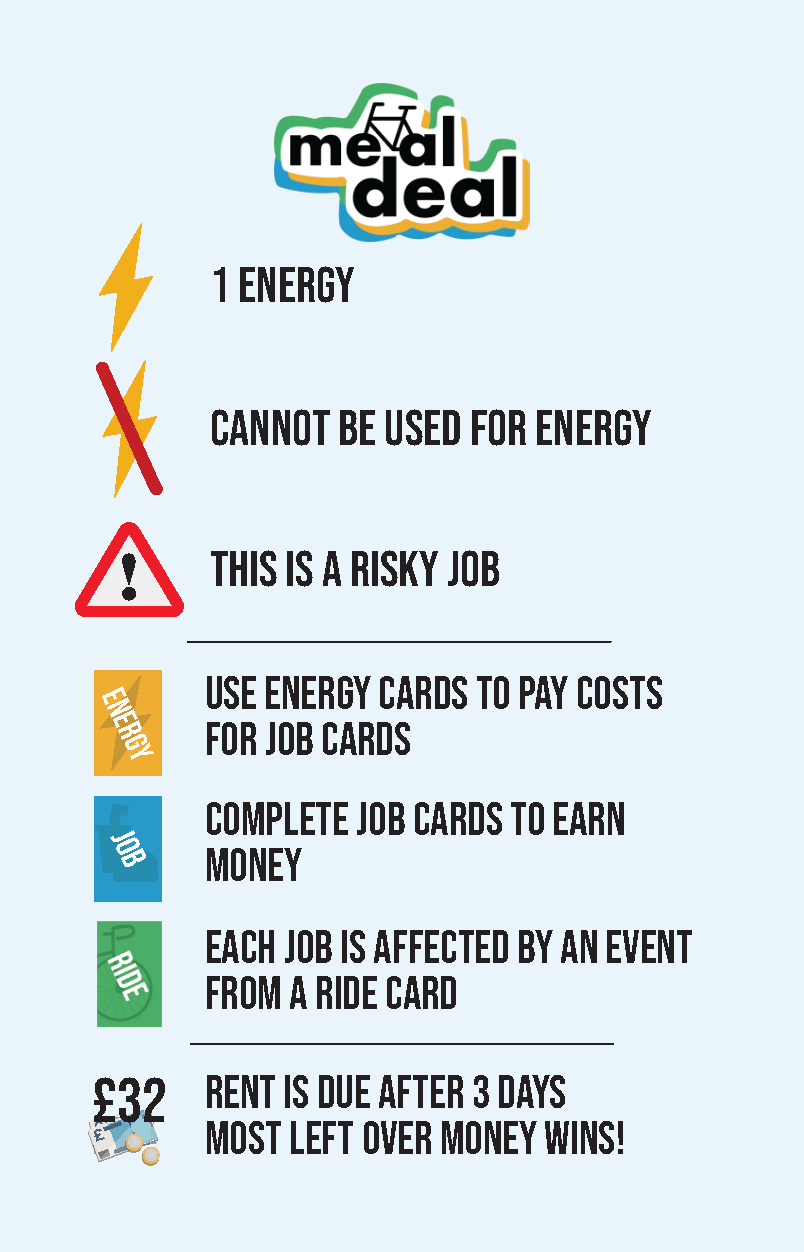 meal
deal
1 ENERGY
CANNOT BE USED FOR ENERGY
!
THIS IS A RISKY JOB
ENERGY
USE ENERGY CARDS TO PAY COSTS
FOR JOB CARDS
JOB
COMPLETE JOB CARDS TO EARN
MONEY
RIDE
EACH JOB IS AFFECTED BY AN EVENT
FROM A RIDE CARD
£32
RENT IS DUE AFTER 3 DAYS
MOST LEFT OVER MONEY WINS!